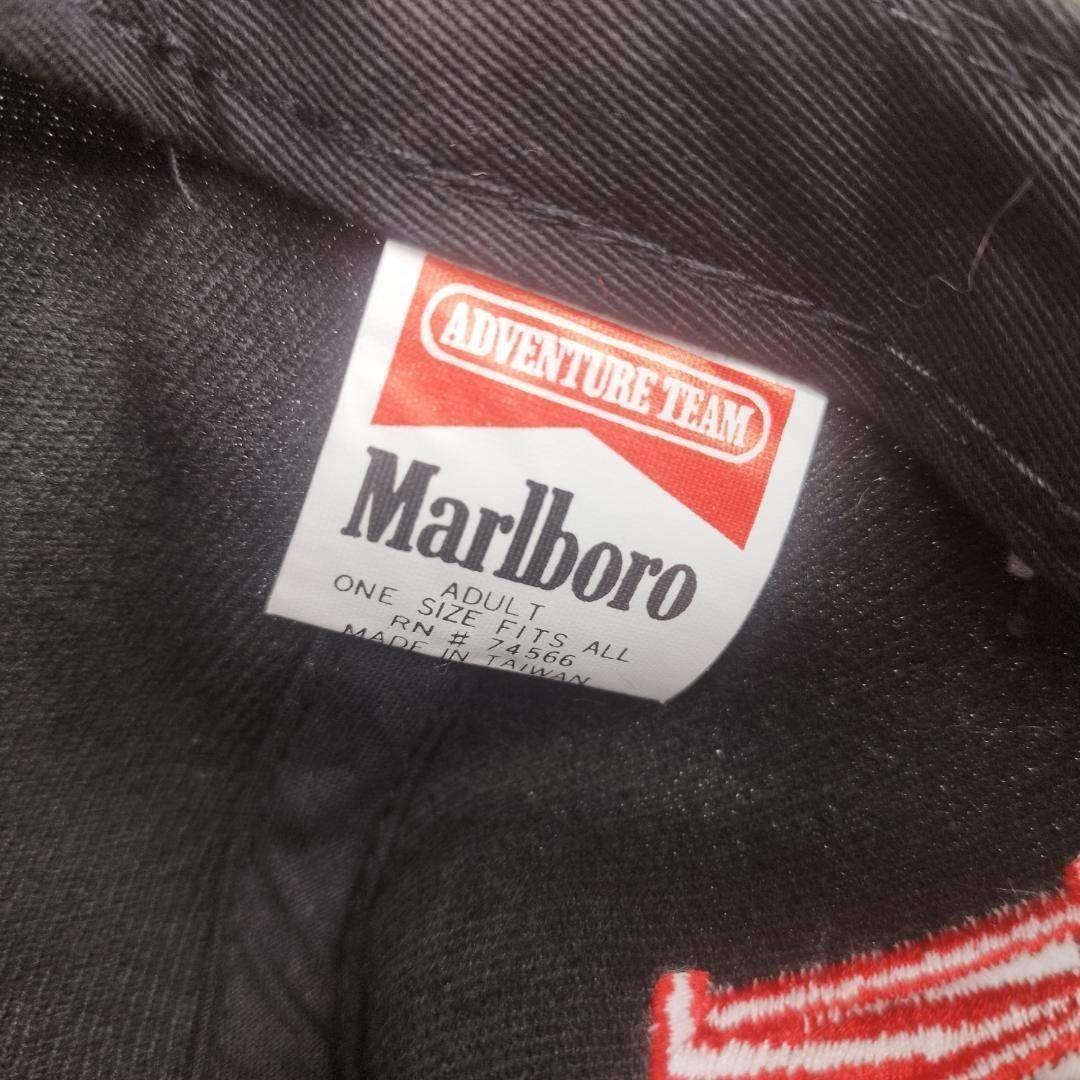 ADVENTURE TEAM
Marlboro
ADULT
ONE SIZE FITS ALL
RN # 74566
MADE IN TAIWAN